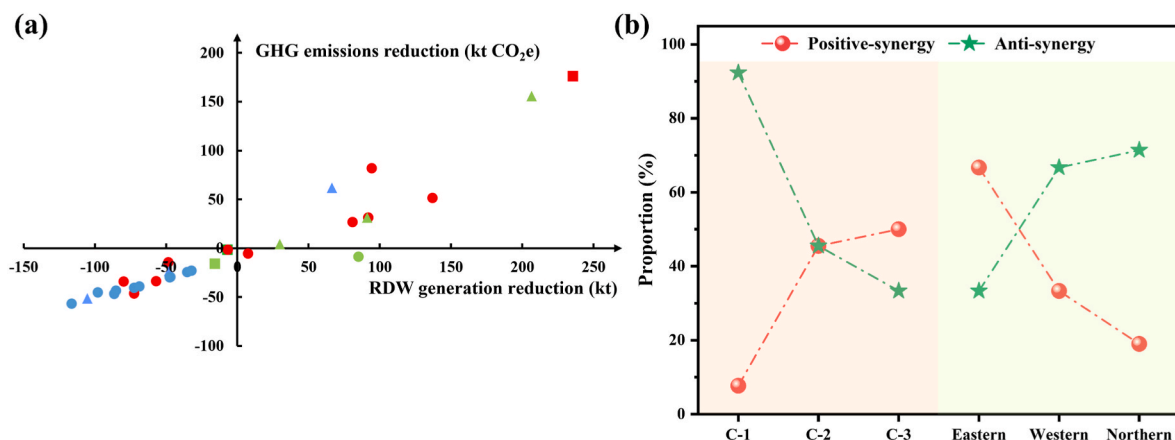 (a)
GHG emissions reduction (kt CO₂e)
200
150
100
50
0
-150 -100 -50 0 50 100 150 200 250
RDW generation reduction (kt)
-50
-100
(b)
Positive-synergy Anti-synergy
Proportion (%)
100
80
60
40
20
0
C-1 C-2 C-3 Eastern Western Northern